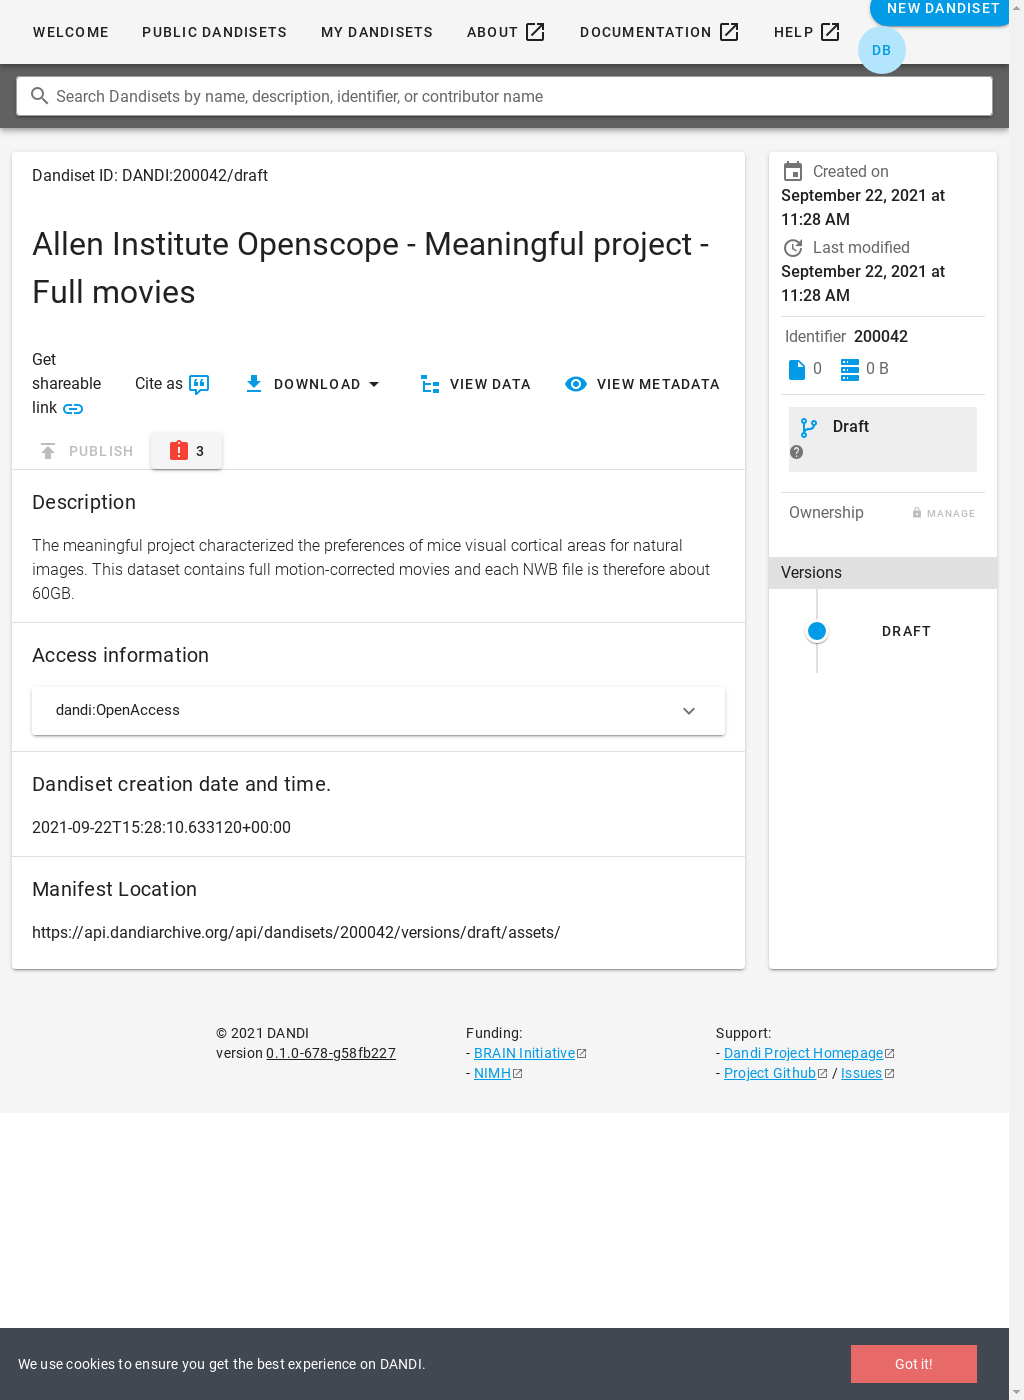 WELCOME
PUBLIC DANDISETS
MY DANDISETS
ABOUT
DOCUMENTATION
HELP
NEW DANDISET
DB
Search Dandisets by name, description, identifier, or contributor name
Dandiset ID: DANDI:200042/draft
Allen Institute Openscope - Meaningful project -
Full movies
Get
shareable
link
Cite as
DOWNLOAD
VIEW DATA
VIEW METADATA
PUBLISH
3
Description
The meaningful project characterized the preferences of mice visual cortical areas for natural
images. This dataset contains full motion-corrected movies and each NWB file is therefore about
60GB.
Access information
dandi:OpenAccess
Dandiset creation date and time.
2021-09-22T15:28:10.633120+00:00
Manifest Location
https://api.dandiarchive.org/api/dandisets/200042/versions/draft/assets/
Created on
September 22, 2021 at
11:28 AM
Last modified
September 22, 2021 at
11:28 AM
Identifier 200042
0
0 B
Draft
Ownership
MANAGE
Versions
DRAFT
© 2021 DANDI
version 0.1.0-678-g58fb227
Funding:
- BRAIN Initiative
- NIMH
Support:
- Dandi Project Homepage
- Project Github / Issues
We use cookies to ensure you get the best experience on DANDI.
Got it!